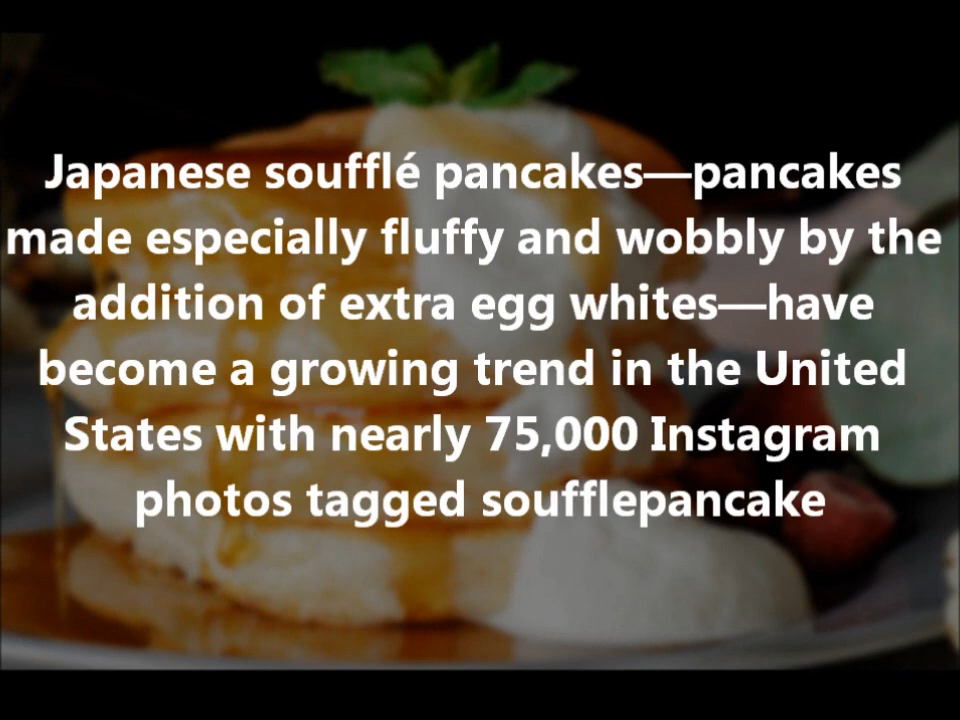 Japanese soufflé pancakes—pancakes
made especially fluffy and wobbly by the
addition of extra egg whites—have
become a growing trend in the United
States with nearly 75,000 Instagram
photos tagged soufflepancake